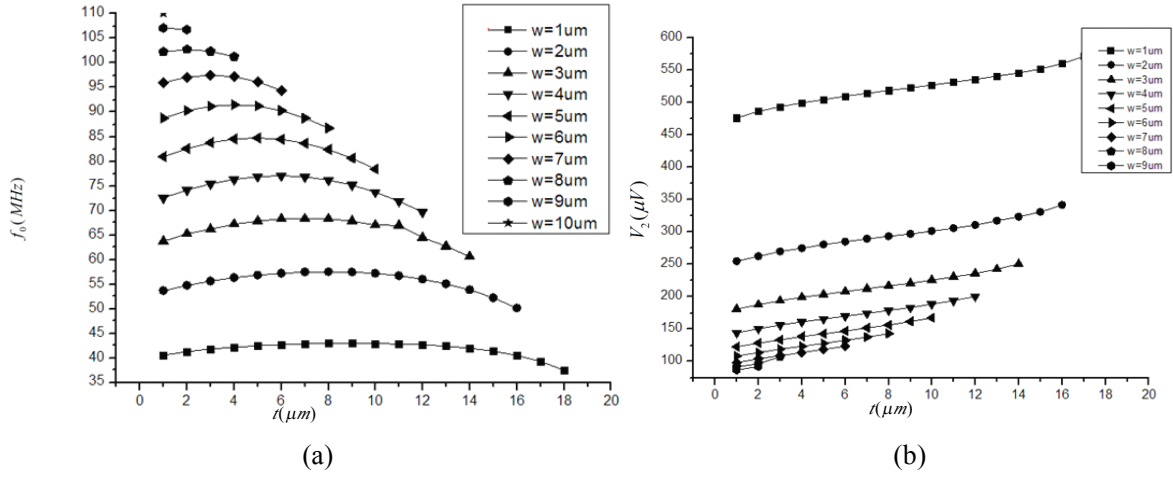 110
105
100
95
90
85
80
75
70
65
60
55
50
45
40
35
f₀(MHz)
0 2 4 6 8 10 12 14 16 18 20
t(μm)
w=1um
w=2um
w=3um
w=4um
w=5um
w=6um
w=7um
w=8um
w=9um
w=10um
(a)
600
550
500
450
400
350
300
250
200
150
100
V₂(μV)
0 2 4 6 8 10 12 14 16 18 20
t(μm)
w=1um
w=2um
w=3um
w=4um
w=5um
w=6um
w=7um
w=8um
w=9um
(b)